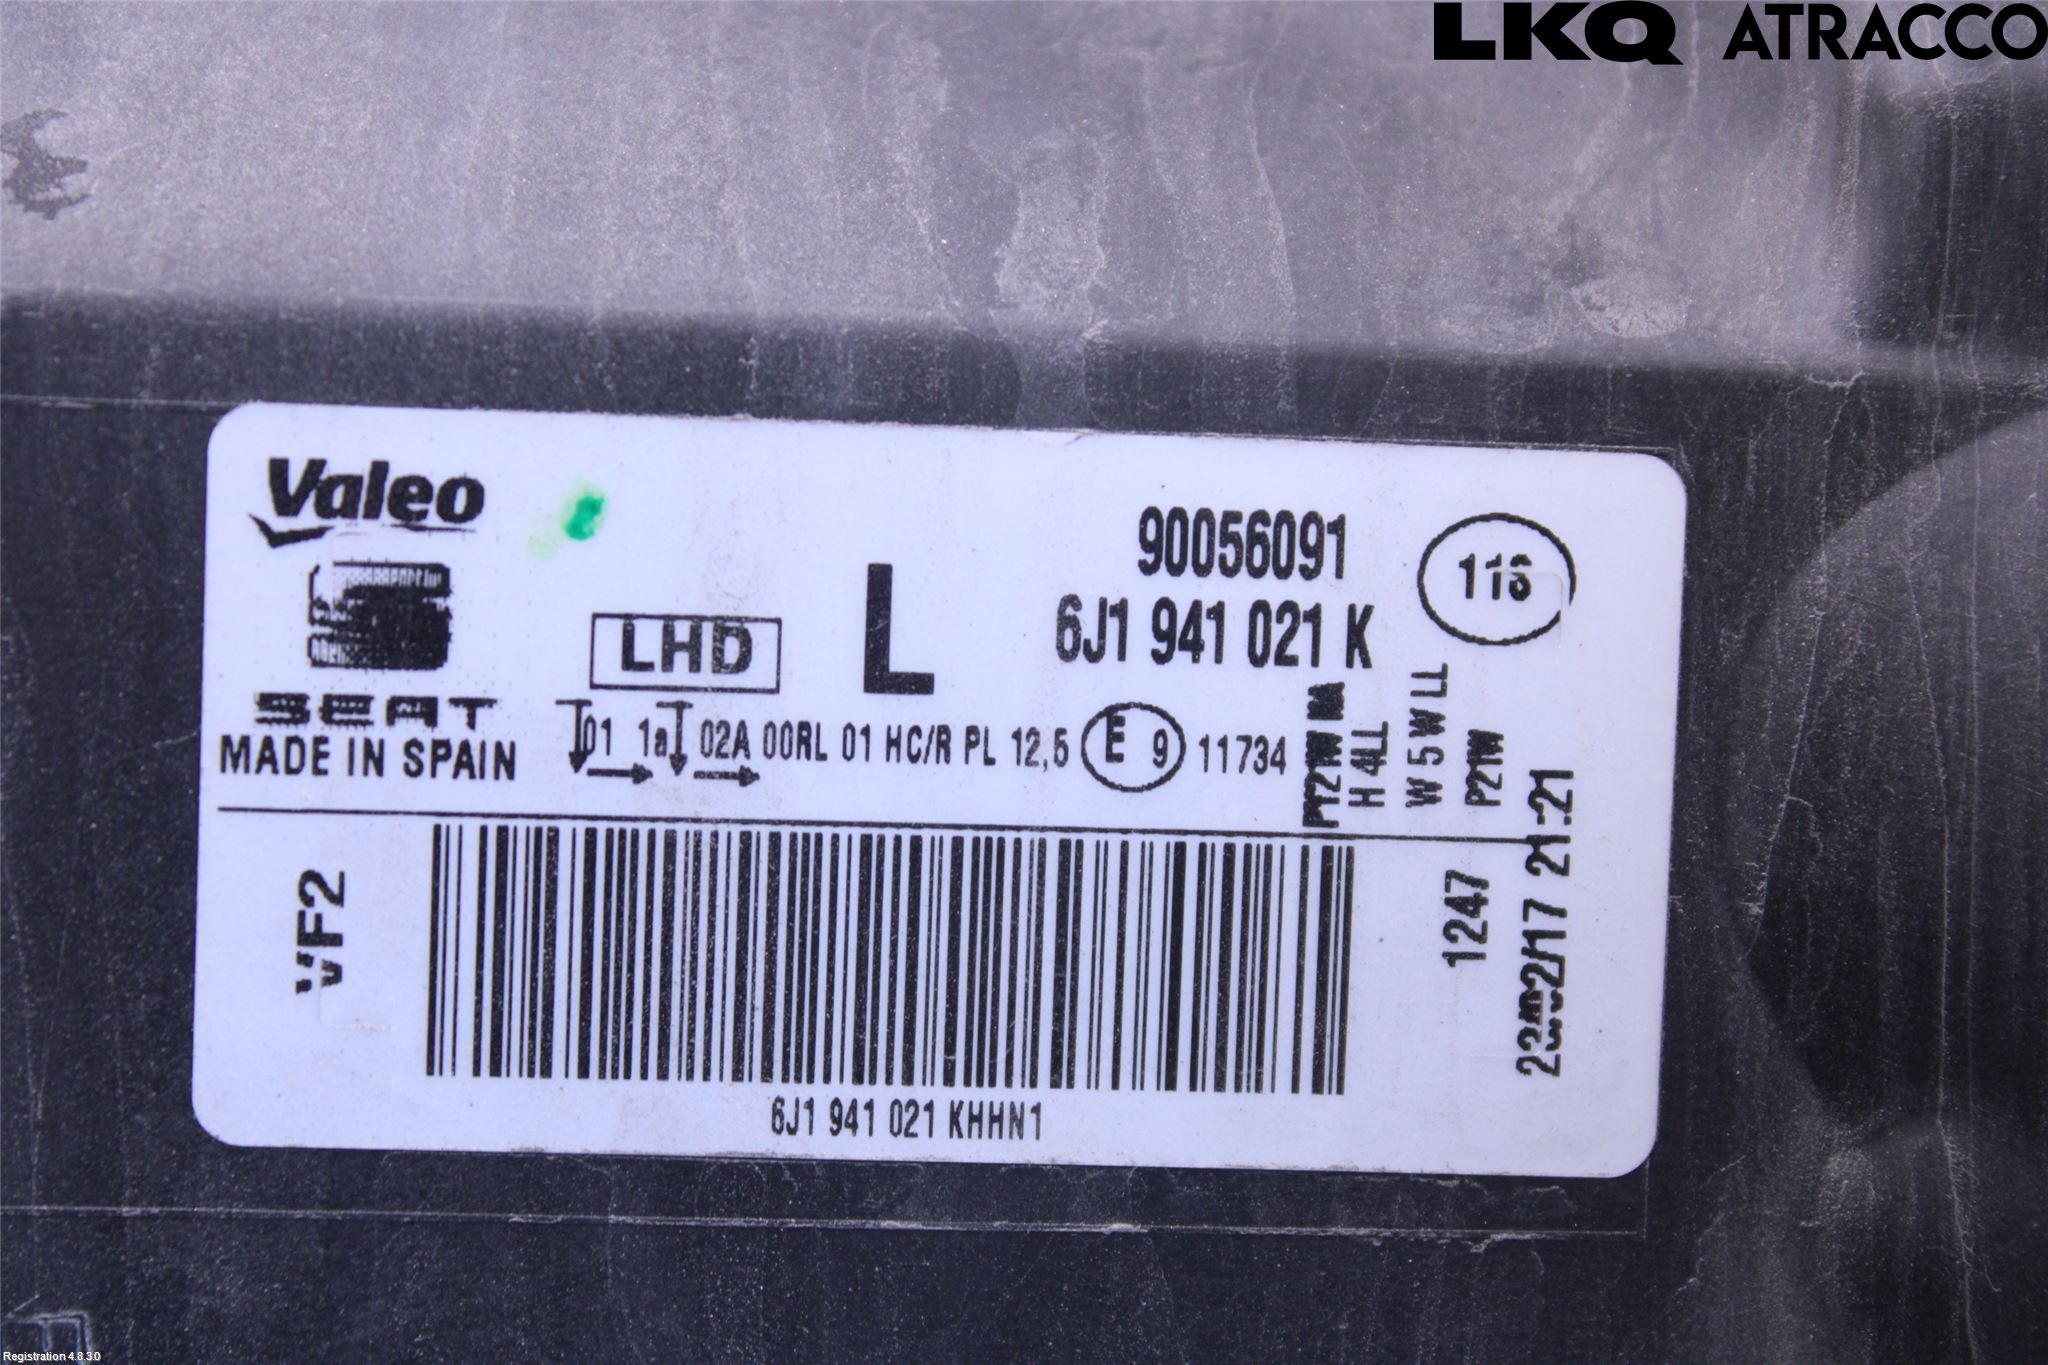 LKQ ATRACCO
Valeo
SEAT
MADE IN SPAIN
LHD
L
90056091
6J1 941 021 K
116
01 1a 02A 00RL 01 HC/R PL 12,5 E 9 11734
H 4LL
W 5 W LL
P21W
VF2
1247
21:21
6J1 941 021 KHHN1
Registration 4.8.3.0